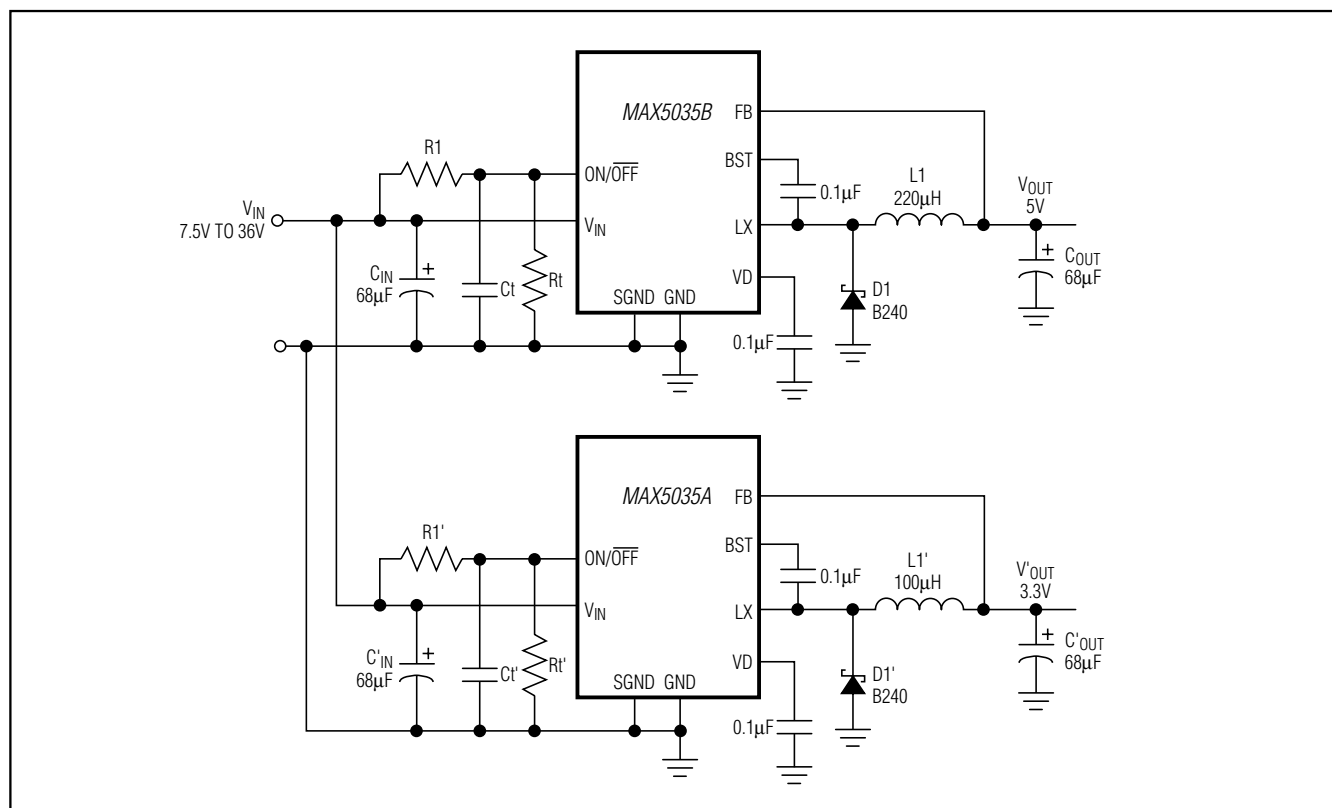 MAX5035B
FB
BST
R1
ON/OFF
0.1µF
L1
220µH
VOUT
5V
VIN
7.5V TO 36V
VIN
LX
CIN
68µF
Ct
Rt
VD
COUT
68µF
SGND GND
D1
B240
0.1µF
MAX5035A
FB
BST
R1'
ON/OFF
0.1µF
L1'
100µH
V'OUT
3.3V
VIN
LX
C'IN
68µF
Ct'
Rt'
VD
C'OUT
68µF
SGND GND
D1'
B240
0.1µF